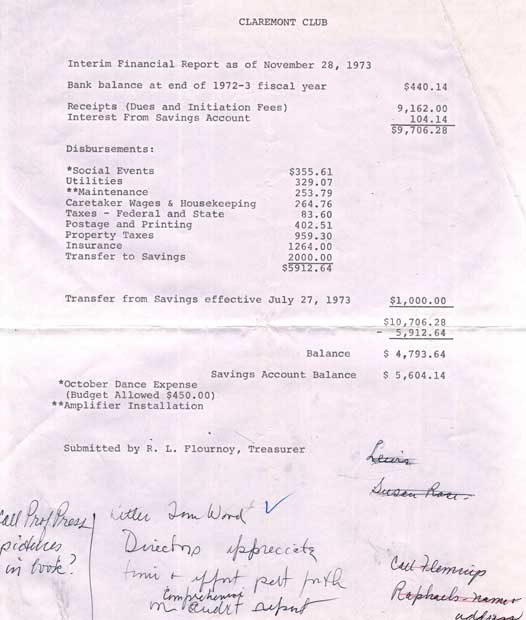 CLAREMONT CLUB
Interim Financial Report as of November 28, 1973
Bank balance at end of 1972-3 fiscal year $440.14
Receipts (Dues and Initiation Fees) 9,162.00
Interest From Savings Account 104.14
$9,706.28
Disbursements:
*Social Events $355.61
Utilities 329.07
**Maintenance 253.79
Caretaker Wages & Housekeeping 264.76
Taxes - Federal and State 83.60
Postage and Printing 402.51
Property Taxes 959.30
Insurance 1264.00
Transfer to Savings 2000.00
$5912.64
Transfer from Savings effective July 27, 1973 $1,000.00
$10,706.28
- 5,912.64
Balance $ 4,793.64
Savings Account Balance $ 5,604.14
*October Dance Expense
(Budget Allowed $450.00)
**Amplifier Installation
Submitted by R. L. Flournoy, Treasurer
Lewis
Susan
Call Prof Press
pictures
in book?
Letter Tom Wood
Directors appreciate
time + effort put forth
comprehensive
on audit report
Call Flemings
Raphaels names
address